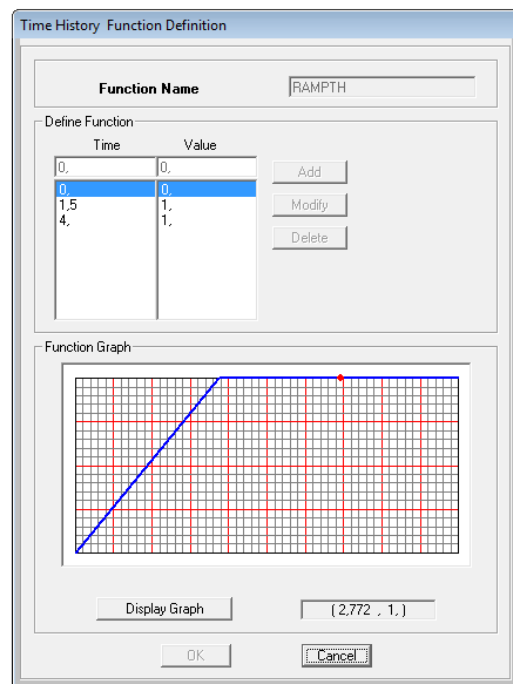 Time History Function Definition
Function Name RAMPTH
Define Function
Time Value
0, 0, Add
0, 0,
1,5 1, Modify
4, 1,
Delete
Function Graph
Display Graph ( 2,772 , 1, )
OK Cancel